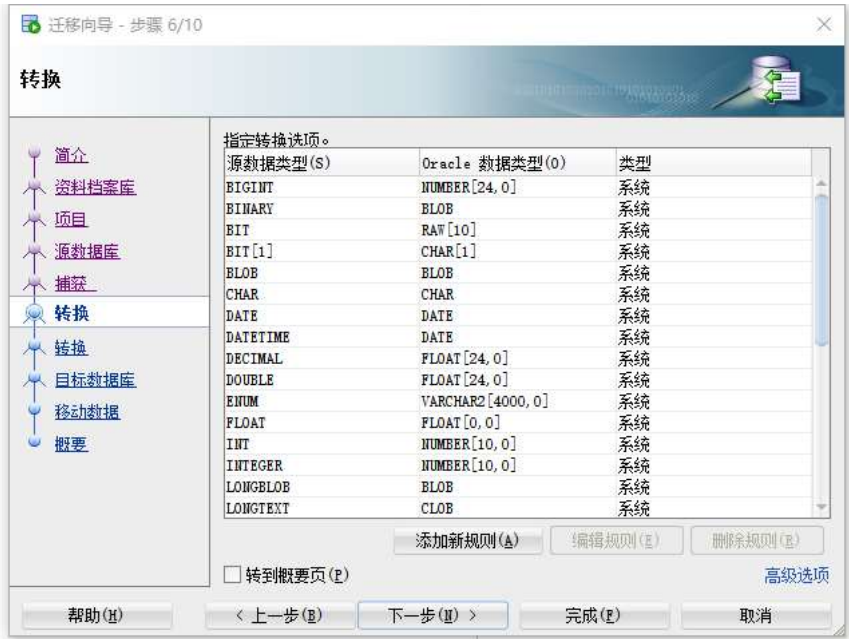 迁移向导 - 步骤 6/10
转换
简介
资料档案库
项目
源数据库
捕获
转换
转换
目标数据库
移动数据
概要
指定转换选项。
源数据类型(S) Oracle 数据类型(O) 类型
BIGINT NUMBER[24,0] 系统
BINARY BLOB 系统
BIT RAW[10] 系统
BIT[1] CHAR[1] 系统
BLOB BLOB 系统
CHAR CHAR 系统
DATE DATE 系统
DATETIME DATE 系统
DECIMAL FLOAT[24,0] 系统
DOUBLE FLOAT[24,0] 系统
ENUM VARCHAR2[4000,0] 系统
FLOAT FLOAT[0,0] 系统
INT NUMBER[10,0] 系统
INTEGER NUMBER[10,0] 系统
LONGBLOB BLOB 系统
LONGTEXT CLOB 系统
添加新规则(A) 编辑规则(E) 删除规则(R)
转到概要页(P) 高级选项
帮助(H) < 上一步(B) 下一步(N) > 完成(F) 取消